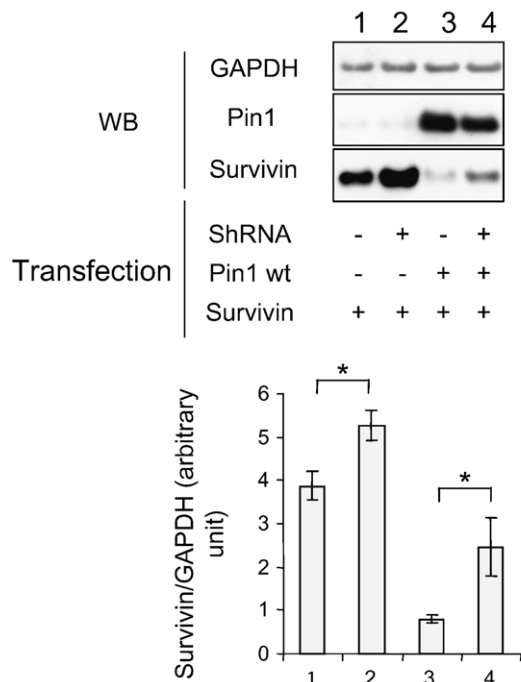 1 2 3 4
GAPDH
WB
Pin1
Survivin
ShRNA - + - +
Transfection
Pin1 wt - - + +
Survivin + + + +
Survivin/GAPDH (arbitrary
unit)
6
5
4
3
2
1
0
*
*
1 2 3 4